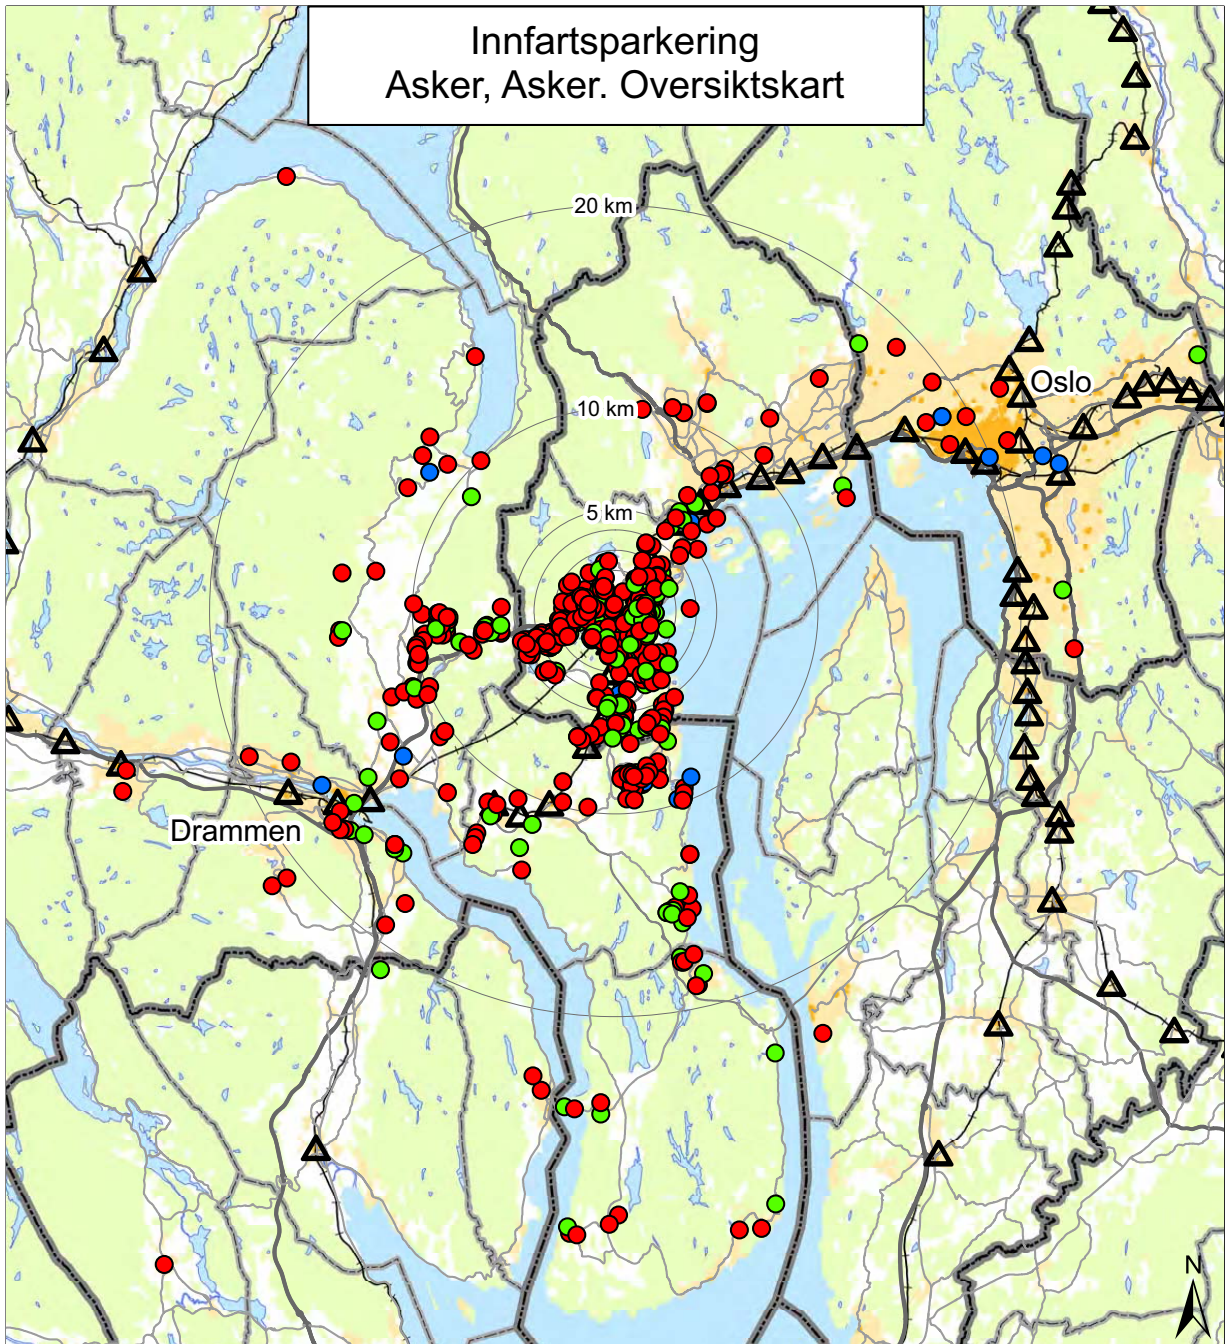 Innfartsparkering
Asker, Asker. Oversiktskart
20 km
Oslo
10 km
5 km
Drammen
N